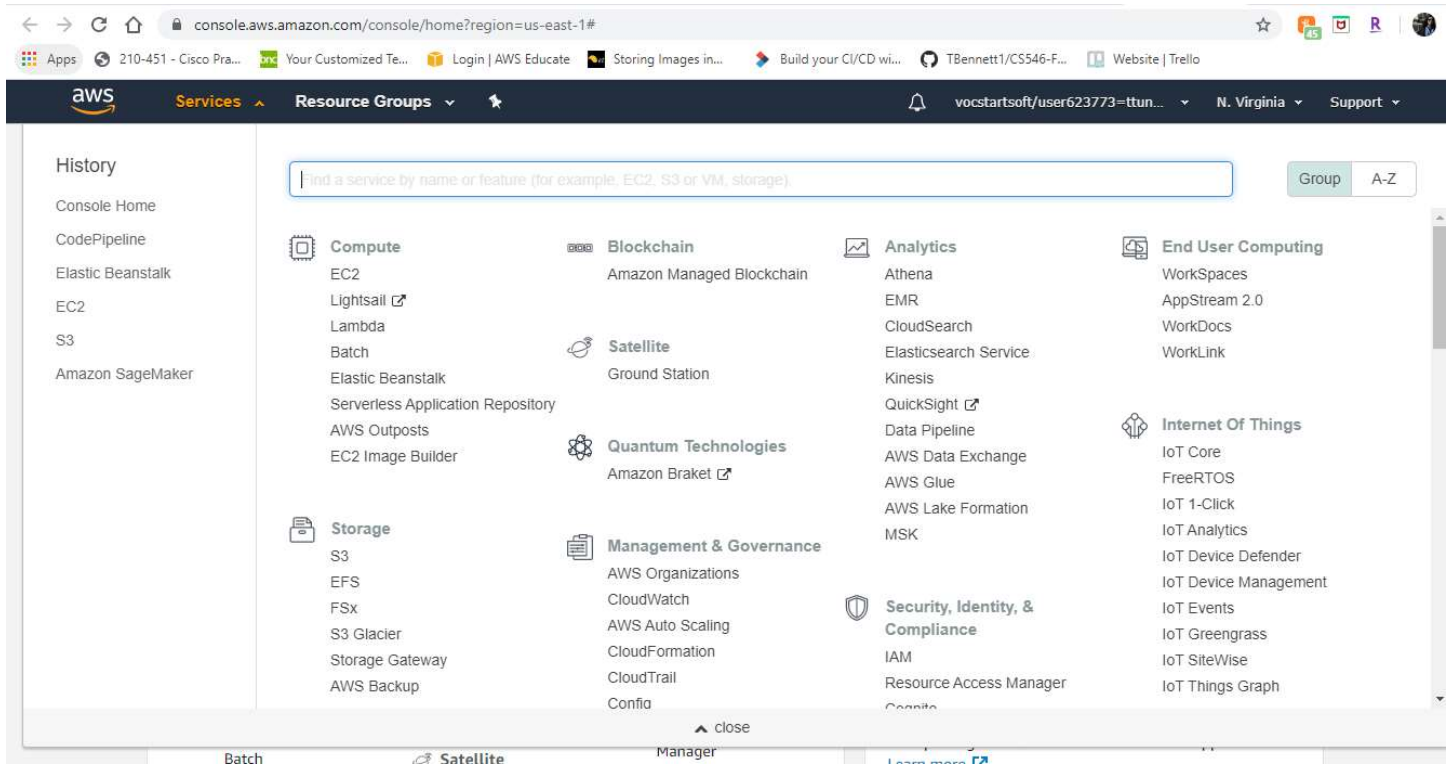 console.aws.amazon.com/console/home?region=us-east-1#
45
R
Apps
210-451 - Cisco Pra...
bnc
Your Customized Te...
Login | AWS Educate
Storing Images in...
Build your CI/CD wi...
TBennett1/CS546-F...
Website | Trello
aws
Services
Resource Groups
vocstartsoft/user623773=ttun...
N. Virginia
Support
History
Console Home
CodePipeline
Elastic Beanstalk
EC2
S3
Amazon SageMaker
Find a service by name or feature (for example, EC2, S3 or VM, storage).
Group
A-Z
Compute
EC2
Lightsail
Lambda
Batch
Elastic Beanstalk
Serverless Application Repository
AWS Outposts
EC2 Image Builder
Storage
S3
EFS
FSx
S3 Glacier
Storage Gateway
AWS Backup
Blockchain
Amazon Managed Blockchain
Satellite
Ground Station
Quantum Technologies
Amazon Braket
Management & Governance
AWS Organizations
CloudWatch
AWS Auto Scaling
CloudFormation
CloudTrail
Config
Analytics
Athena
EMR
CloudSearch
Elasticsearch Service
Kinesis
QuickSight
Data Pipeline
AWS Data Exchange
AWS Glue
AWS Lake Formation
MSK
Security, Identity, &
Compliance
IAM
Resource Access Manager
Cognito
End User Computing
WorkSpaces
AppStream 2.0
WorkDocs
WorkLink
Internet Of Things
IoT Core
FreeRTOS
IoT 1-Click
IoT Analytics
IoT Device Defender
IoT Device Management
IoT Events
IoT Greengrass
IoT SiteWise
IoT Things Graph
close
Batch
Satellite
Manager
Learn more